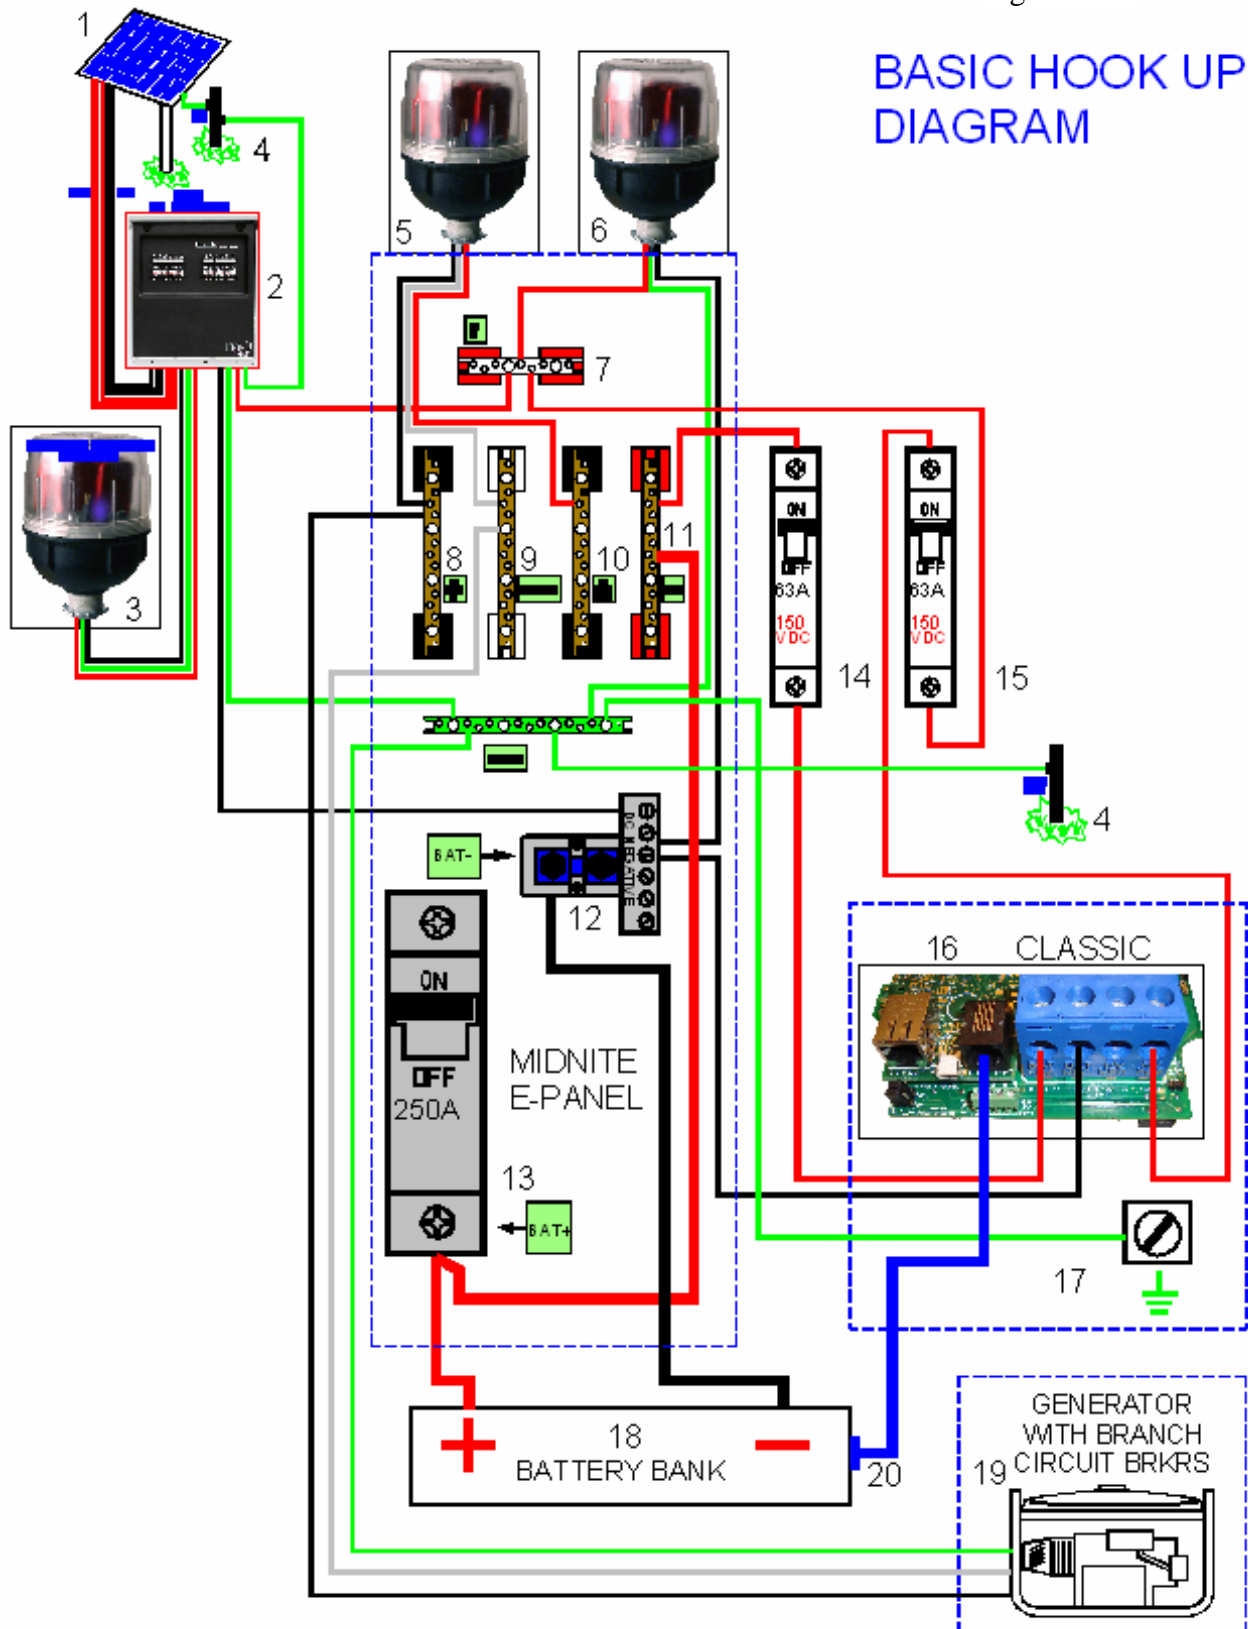 BASIC HOOK UP
DIAGRAM
1
4
2
3
5
6
7
8
9
10
11
ON
OFF
63A
150
VDC
14
ON
OFF
63A
150
VDC
15
4
BAT-
DC NEGATIVE
12
ON
OFF
250A
MIDNITE
E-PANEL
13
BAT+
16
CLASSIC
17
18
BATTERY BANK
20
GENERATOR
WITH BRANCH
CIRCUIT BRKRS
19